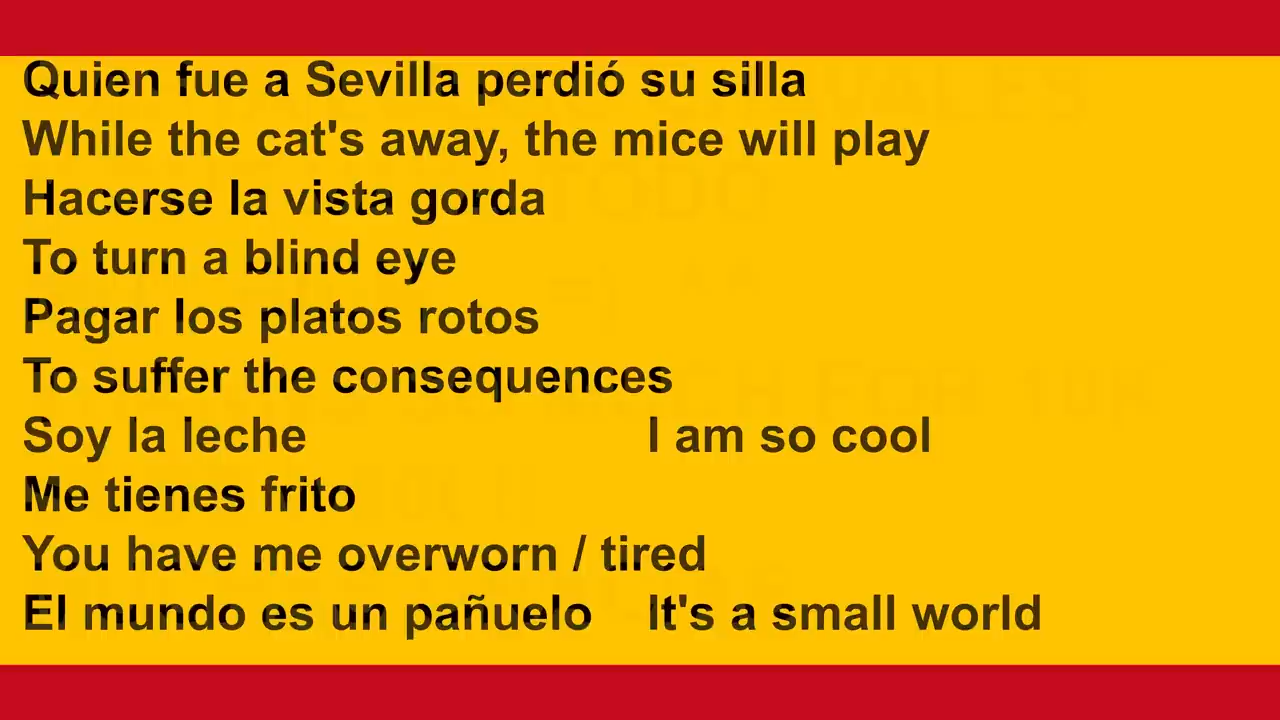 Quien fue a Sevilla perdió su silla
While the cat's away, the mice will play
Hacerse la vista gorda
To turn a blind eye
Pagar los platos rotos
To suffer the consequences
Soy la leche I am so cool
Me tienes frito
You have me overworn / tired
El mundo es un pañuelo It's a small world